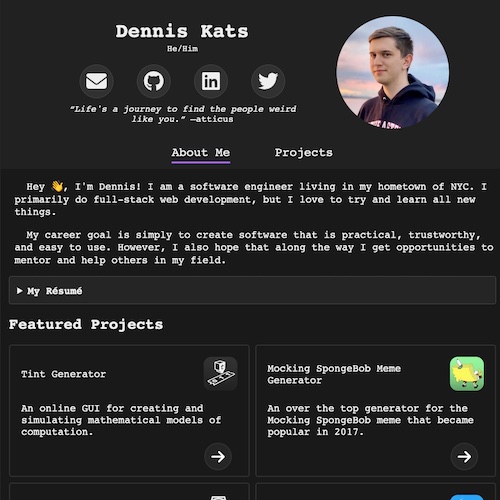 Dennis Kats
He/Him
“Life's a journey to find the people weird
like you.” —atticus
About Me Projects
Hey 👋, I'm Dennis! I am a software engineer living in my hometown of NYC. I
primarily do full-stack web development, but I love to try and learn all new
things.
My career goal is simply to create software that is practical, trustworthy,
and easy to use. However, I also hope that along the way I get opportunities to
mentor and help others in my field.
▶ My Résumé
Featured Projects
Tint Generator
An online GUI for creating and
simulating mathematical models of
computation.
Mocking SpongeBob Meme
Generator
An over the top generator for the
Mocking SpongeBob meme that became
popular in 2017.